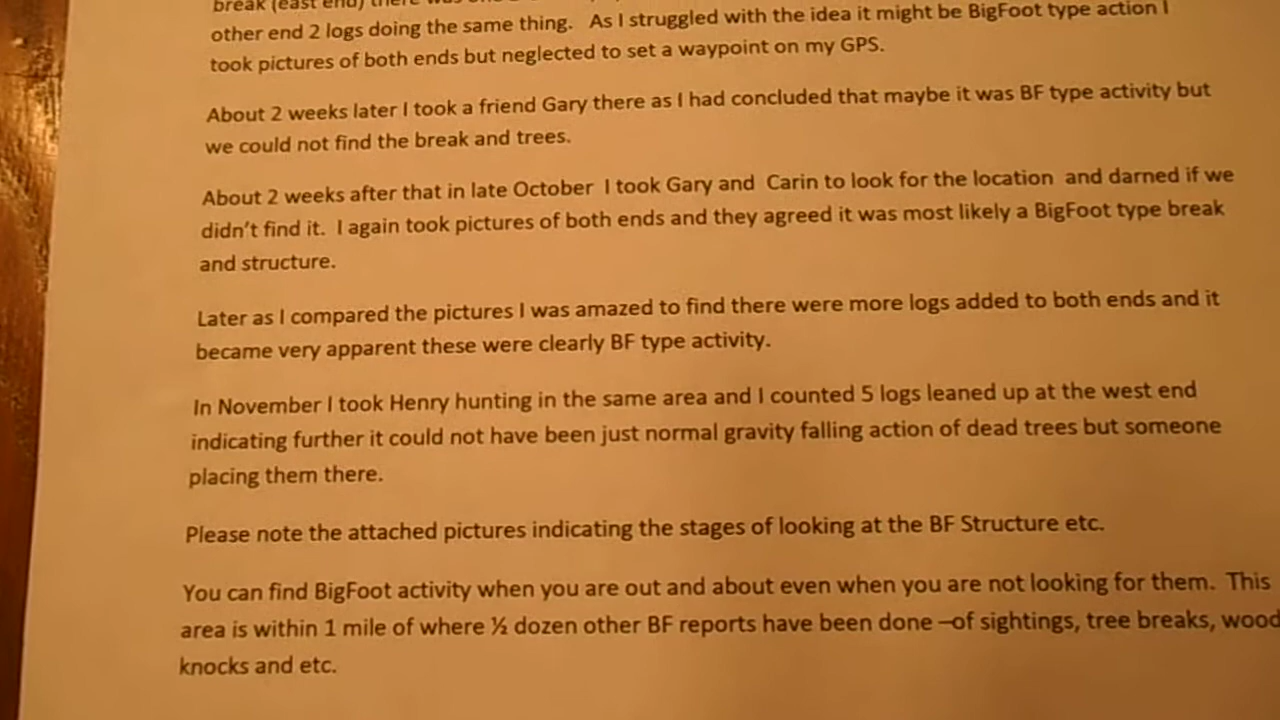 break (east end) there was
other end 2 logs doing the same thing.   As I struggled with the idea it might be BigFoot type action I
took pictures of both ends but neglected to set a waypoint on my GPS.
About 2 weeks later I took a friend Gary there as I had concluded that maybe it was BF type activity but
we could not find the break and trees.
About 2 weeks after that in late October  I took Gary and  Carin to look for the location  and darned if we
didn't find it.  I again took pictures of both ends and they agreed it was most likely a BigFoot type break
and structure.
Later as I compared the pictures I was amazed to find there were more logs added to both ends and it
became very apparent these were clearly BF type activity.
In November I took Henry hunting in the same area and I counted 5 logs leaned up at the west end
indicating further it could not have been just normal gravity falling action of dead trees but someone
placing them there.
Please note the attached pictures indicating the stages of looking at the BF Structure etc.
You can find BigFoot activity when you are out and about even when you are not looking for them.  This
area is within 1 mile of where ½ dozen other BF reports have been done –of sightings, tree breaks, wood
knocks and etc.